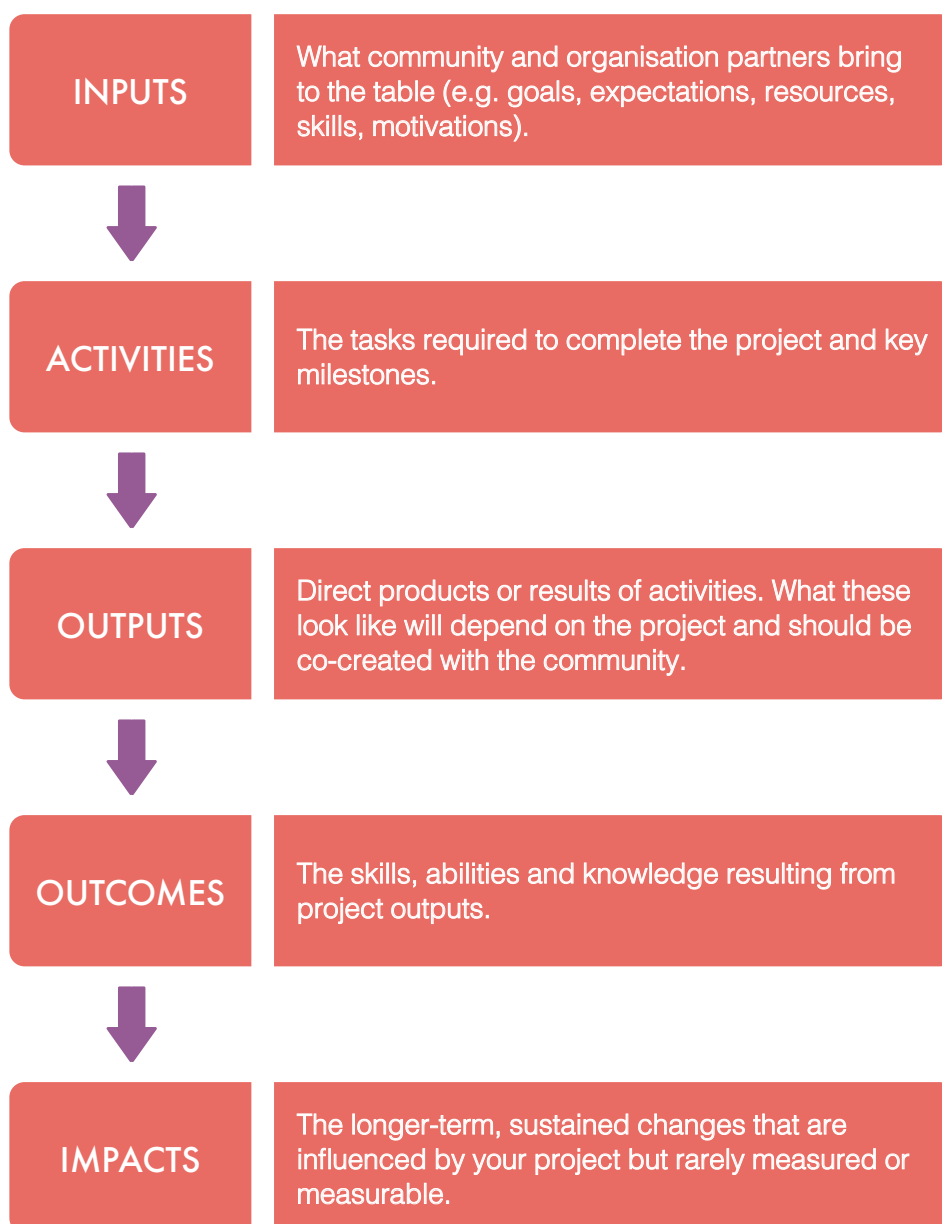 INPUTS
What community and organisation partners bring
to the table (e.g. goals, expectations, resources,
skills, motivations).
ACTIVITIES
The tasks required to complete the project and key
milestones.
OUTPUTS
Direct products or results of activities. What these
look like will depend on the project and should be
co-created with the community.
OUTCOMES
The skills, abilities and knowledge resulting from
project outputs.
IMPACTS
The longer-term, sustained changes that are
influenced by your project but rarely measured or
measurable.